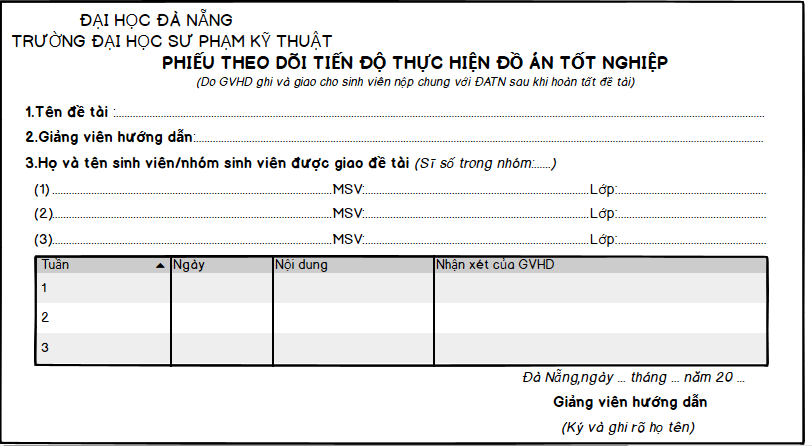 ĐẠI HỌC ĐÀ NẴNG
TRƯỜNG ĐẠI HỌC SƯ PHẠM KỸ THUẬT
PHIẾU THEO DÕI TIẾN ĐỘ THỰC HIỆN ĐỒ ÁN TỐT NGHIỆP
(Do GVHD ghi và giao cho sinh viên nộp chung với ĐATN sau khi hoàn tất đề tài)
1.Tên đề tài :....................
2.Giảng viên hướng dẫn:....................
3.Họ và tên sinh viên/nhóm sinh viên được giao đề tài (Sĩ số trong nhóm:......)
(1)....................MSV:....................Lớp:....................
(2)....................MSV:....................Lớp:....................
(3)....................MSV:....................Lớp:....................
Tuần Ngày Nội dung Nhận xét của GVHD
1
2
3
Đà Nẵng,ngày ... tháng ... năm 20 ...
Giảng viên hướng dẫn
(Ký và ghi rõ họ tên)